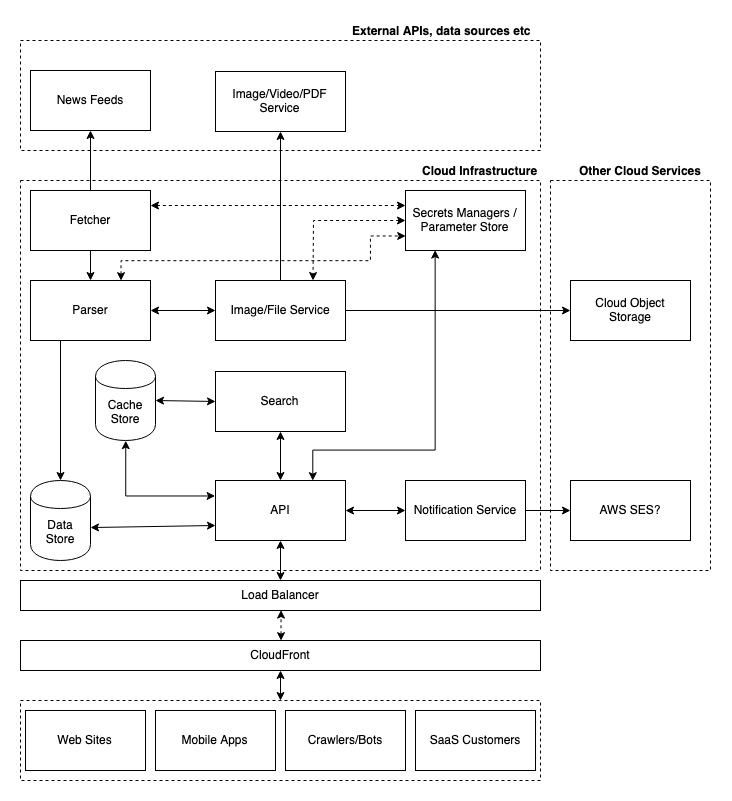 External APIs, data sources etc
News Feeds
Image/Video/PDF
Service
Cloud Infrastructure
Other Cloud Services
Fetcher
Secrets Managers /
Parameter Store
Parser
Image/File Service
Cloud Object
Storage
Cache
Store
Search
Data
Store
API
Notification Service
AWS SES?
Load Balancer
CloudFront
Web Sites
Mobile Apps
Crawlers/Bots
SaaS Customers